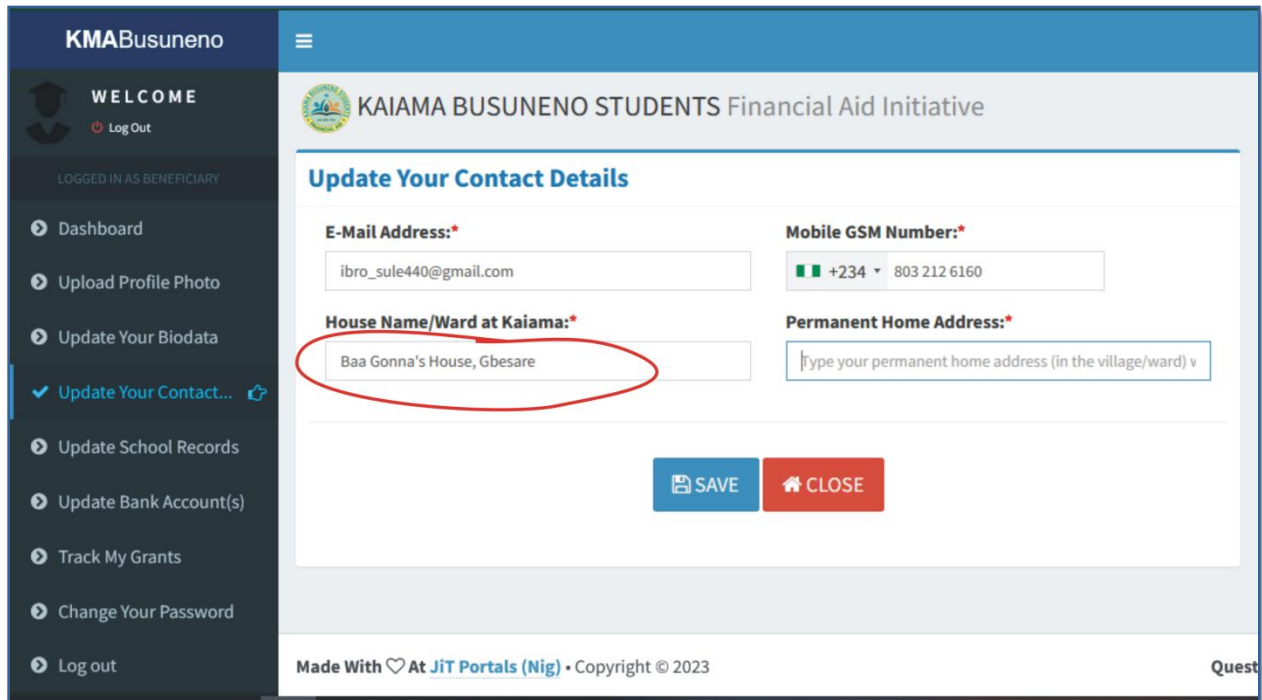 KMABusuneno
WELCOME
Log Out
LOGGED IN AS BENEFICIARY
Dashboard
Upload Profile Photo
Update Your Biodata
Update Your Contact...
Update School Records
Update Bank Account(s)
Track My Grants
Change Your Password
Log out
KAIAMA BUSUNENO STUDENTS Financial Aid Initiative
Update Your Contact Details
E-Mail Address:*
ibro_sule440@gmail.com
Mobile GSM Number:*
+234 803 212 6160
House Name/Ward at Kaiama:*
Baa Gonna's House, Gbesare
Permanent Home Address:*
Type your permanent home address (in the village/ward) w
SAVE
CLOSE
Made With ♡ At JiT Portals (Nig) • Copyright © 2023
Quest